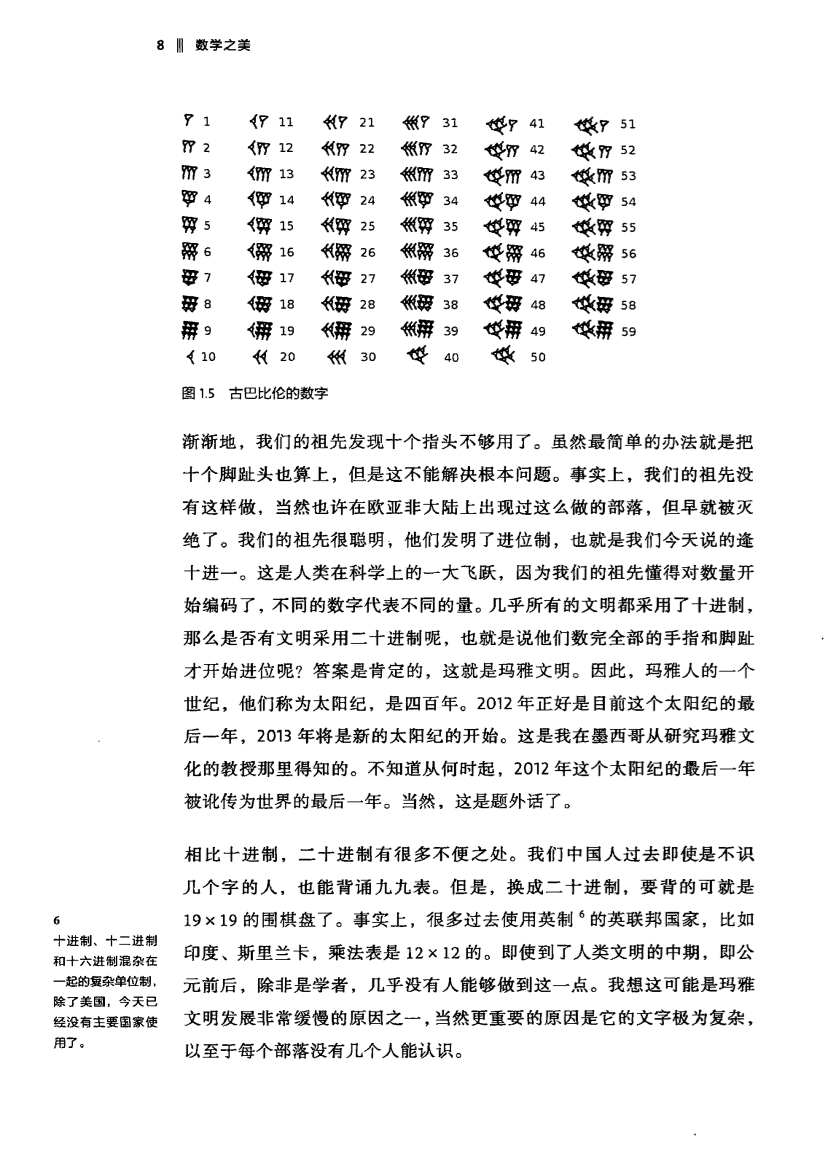 8 数学之美
1 11 21 31 41 51
2 12 22 32 42 52
3 13 23 33 43 53
4 14 24 34 44 54
5 15 25 35 45 55
6 16 26 36 46 56
7 17 27 37 47 57
8 18 28 38 48 58
9 19 29 39 49 59
10 20 30 40 50
图 1.5 古巴比伦的数字
渐渐地，我们的祖先发现十个指头不够用了。虽然最简单的办法就是把
十个脚趾头也算上，但是这不能解决根本问题。事实上，我们的祖先没
有这样做，当然也许在欧亚非大陆上出现过这么做的部落，但早就被灭
绝了。我们的祖先很聪明，他们发明了进位制，也就是我们今天说的逢
十进一。这是人类在科学上的一大飞跃，因为我们的祖先懂得对数量开
始编码了，不同的数字代表不同的量。几乎所有的文明都采用了十进制，
那么是否有文明采用二十进制呢，也就是说他们数完全部的手指和脚趾
才开始进位呢？答案是肯定的，这就是玛雅文明。因此，玛雅人的一个
世纪，他们称为太阳纪，是四百年。2012 年正好是目前这个太阳纪的最
后一年，2013 年将是新的太阳纪的开始。这是我在墨西哥从研究玛雅文
化的教授那里得知的。不知道从何时起，2012 年这个太阳纪的最后一年
被讹传为世界的最后一年。当然，这是题外话了。
相比十进制，二十进制有很多不便之处。我们中国人过去即使是不识
几个字的人，也能背诵九九表。但是，换成二十进制，要背的可就是
19 × 19 的围棋盘了。事实上，很多过去使用英制 6 的英联邦国家，比如
印度、斯里兰卡，乘法表是 12 × 12 的。即使到了人类文明的中期，即公
元前后，除非是学者，几乎没有人能够做到这一点。我想这可能是玛雅
文明发展非常缓慢的原因之一，当然更重要的原因是它的文字极为复杂，
以至于每个部落没有几个人能认识。
6
十进制、十二进制
和十六进制混杂在
一起的复杂单位制，
除了美国，今天已
经没有主要国家使
用了。